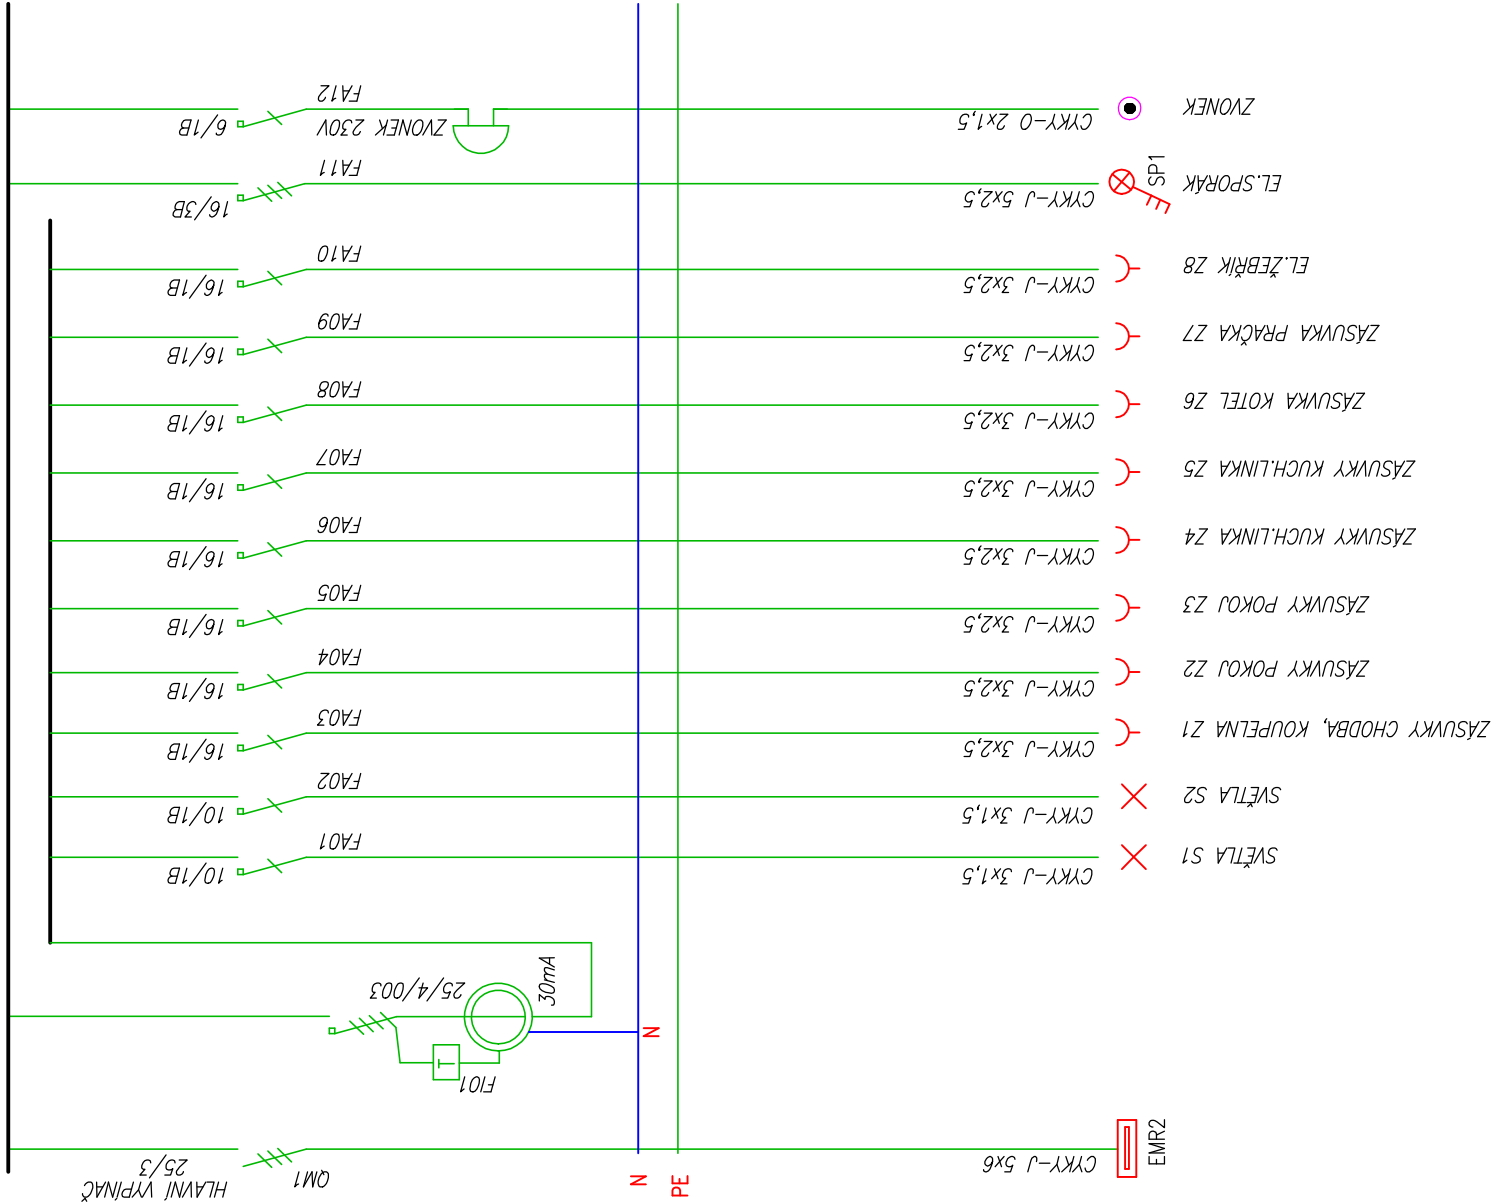 FA12
6/1B
ZVONEK 230V
CYKY-O 2x1,5
ZVONEK
FA11
16/3B
CYKY-J 5x2,5
SP1
EL.SPORÁK
FA10
16/1B
CYKY-J 3x2,5
EL.ŽEBŘÍK Z8
FA09
16/1B
CYKY-J 3x2,5
ZÁSUVKA PRAČKA Z7
FA08
16/1B
CYKY-J 3x2,5
ZÁSUVKA KOTEL Z6
FA07
16/1B
CYKY-J 3x2,5
ZÁSUVKY KUCH.LINKA Z5
FA06
16/1B
CYKY-J 3x2,5
ZÁSUVKY KUCH.LINKA Z4
FA05
16/1B
CYKY-J 3x2,5
ZÁSUVKY POKOJ Z3
FA04
16/1B
CYKY-J 3x2,5
ZÁSUVKY POKOJ Z2
FA03
16/1B
CYKY-J 3x2,5
ZÁSUVKY CHODBA, KOUPELNA Z1
FA02
10/1B
CYKY-J 3x1,5
SVĚTLA S2
FA01
10/1B
CYKY-J 3x1,5
SVĚTLA S1
25/4/003
30mA
N
FI01
HLAVNÍ VYPÍNAČ
25/3
QM1
N
PE
CYKY-J 5x6
EMR2